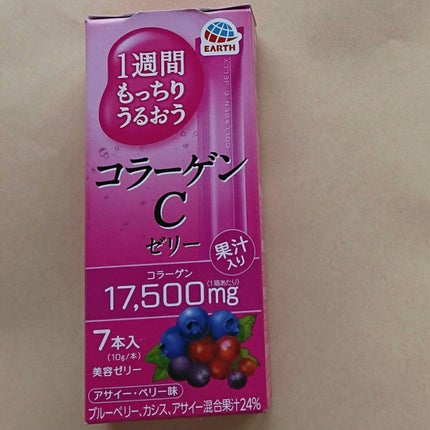 EARTH
1週間
もっちり
うるおう
COLLAGEN C JELLY
コラーゲン
C
ゼリー
果汁
入り
コラーゲン
(1箱あたり)
17,500mg
7本入
(10g/本)
美容ゼリー
アサイー・ベリー味
ブルーベリー、カシス、アサイー混合果汁24%